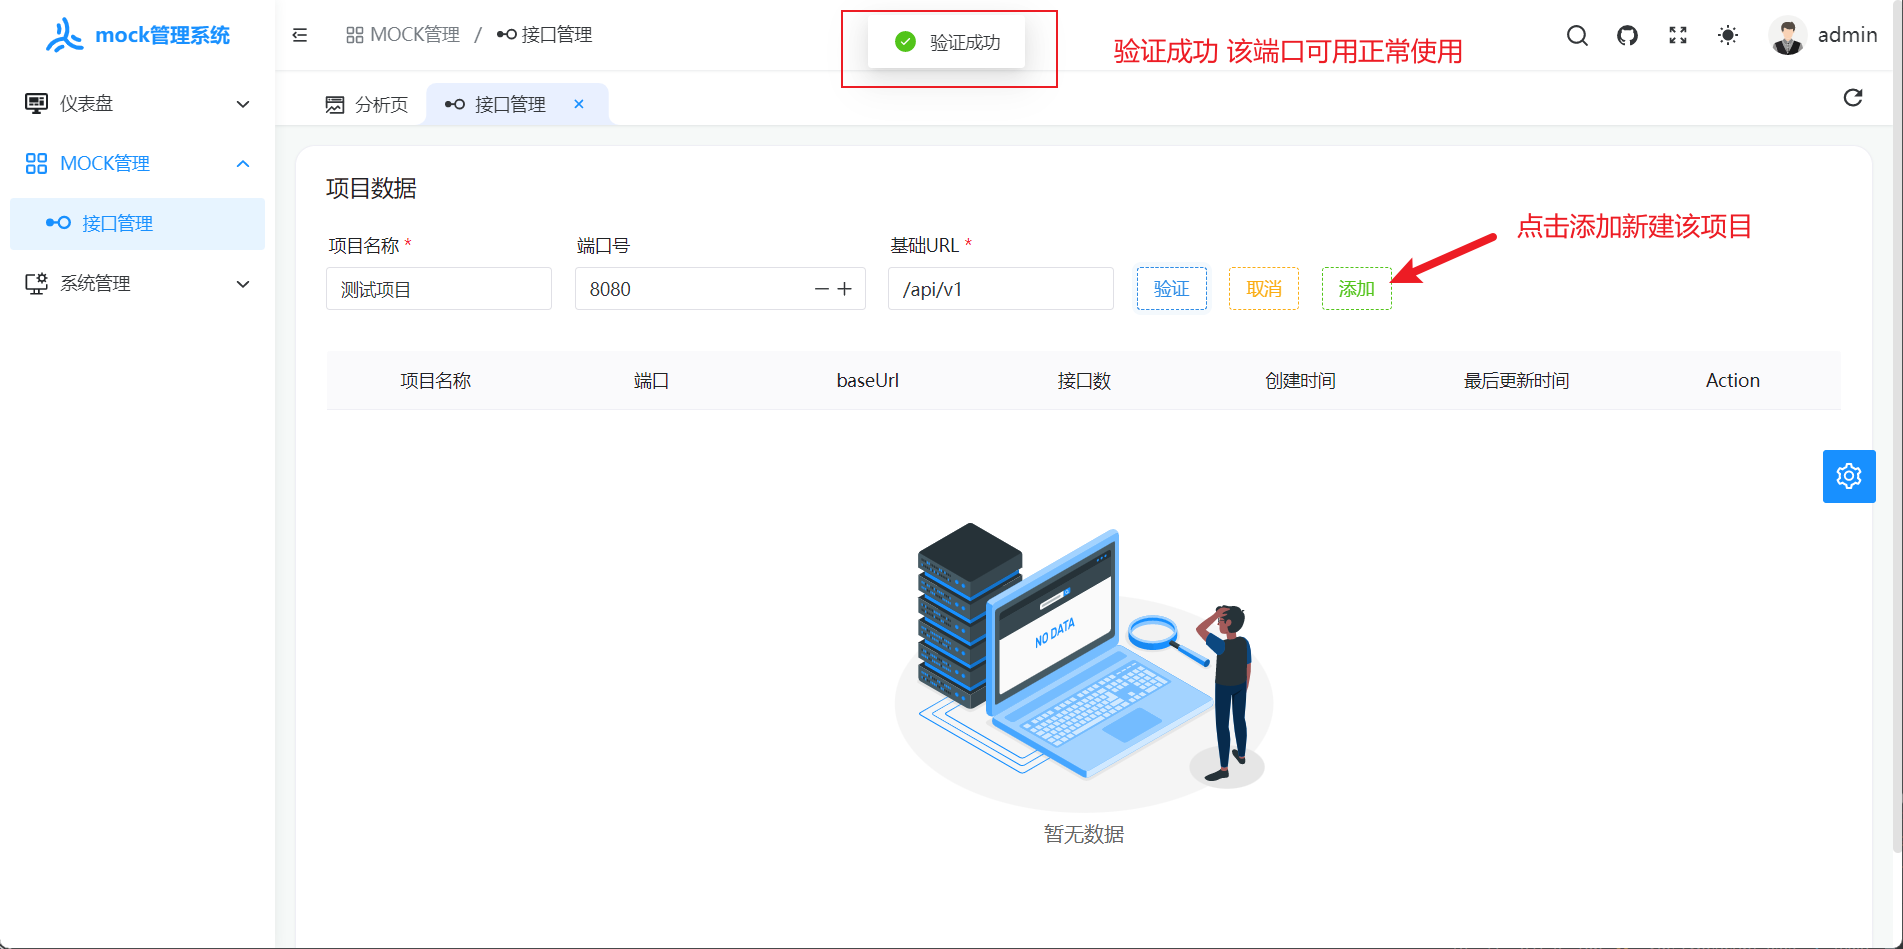 mock管理系统
MOCK管理 / 接口管理
验证成功
验证成功 该端口可用正常使用
admin
仪表盘
MOCK管理
接口管理
系统管理
分析页
接口管理
项目数据
点击添加新建该项目
项目名称 * 端口号 基础URL *
测试项目 8080 /api/v1 验证 取消 添加
项目名称 端口 baseUrl 接口数 创建时间 最后更新时间 Action
NO DATA
暂无数据